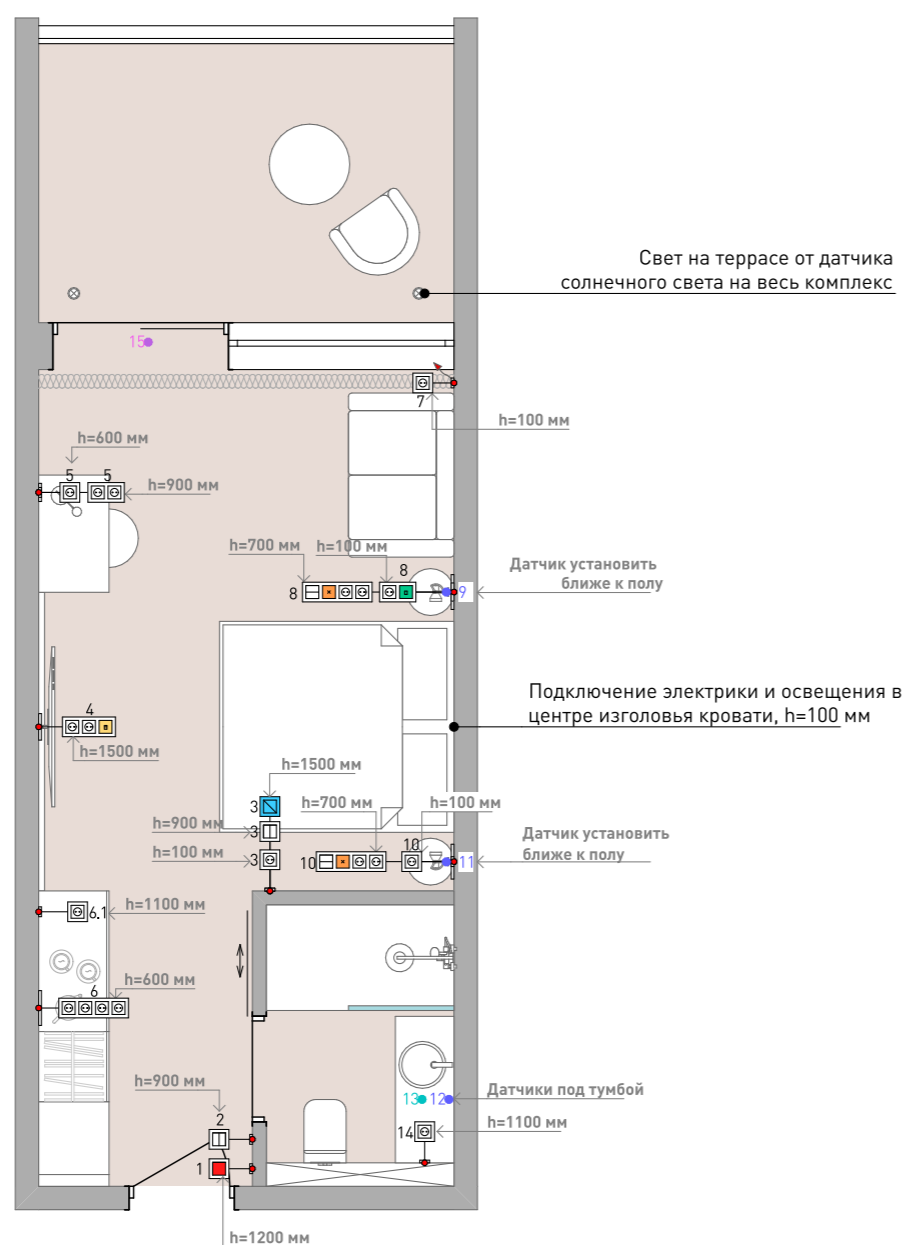 Свет на террасе от датчика
солнечного света на весь комплекс
15
7
h=100 мм
h=600 мм
5
5
h=900 мм
h=700 мм
h=100 мм
8
8
Датчик установить
ближе к полу
9
Подключение электрики и освещения в
центре изголовья кровати, h=100 мм
4
h=1500 мм
h=1500 мм
3
h=900 мм
3
h=100 мм
3
h=700 мм
h=100 мм
10
10
Датчик установить
ближе к полу
11
6.1
h=1100 мм
6
h=600 мм
h=900 мм
2
1
13
12
Датчики под тумбой
14
h=1100 мм
h=1200 мм